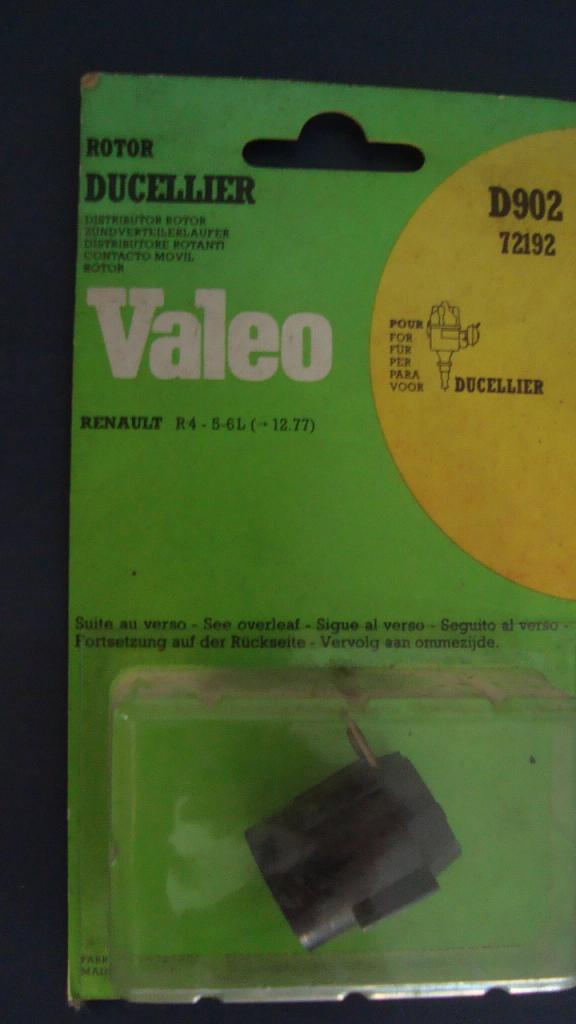 ROTOR
DUCELLIER
DISTRIBUTOR ROTOR
ZÜNDVERTEILERLAUFER
DISTRIBUTORE ROTANTI
CONTACTO MOVIL
ROTOR
Valeo
D902
72192
POUR
FOR
FÜR
PER
PARA
VOOR
DUCELLIER
RENAULT R4 - 5-6L (→ 12.77)
Suite au verso - See overleaf - Sigue al verso - Seguito al verso -
Fortsetzung auf der Rückseite - Vervolg aan ommezijde.